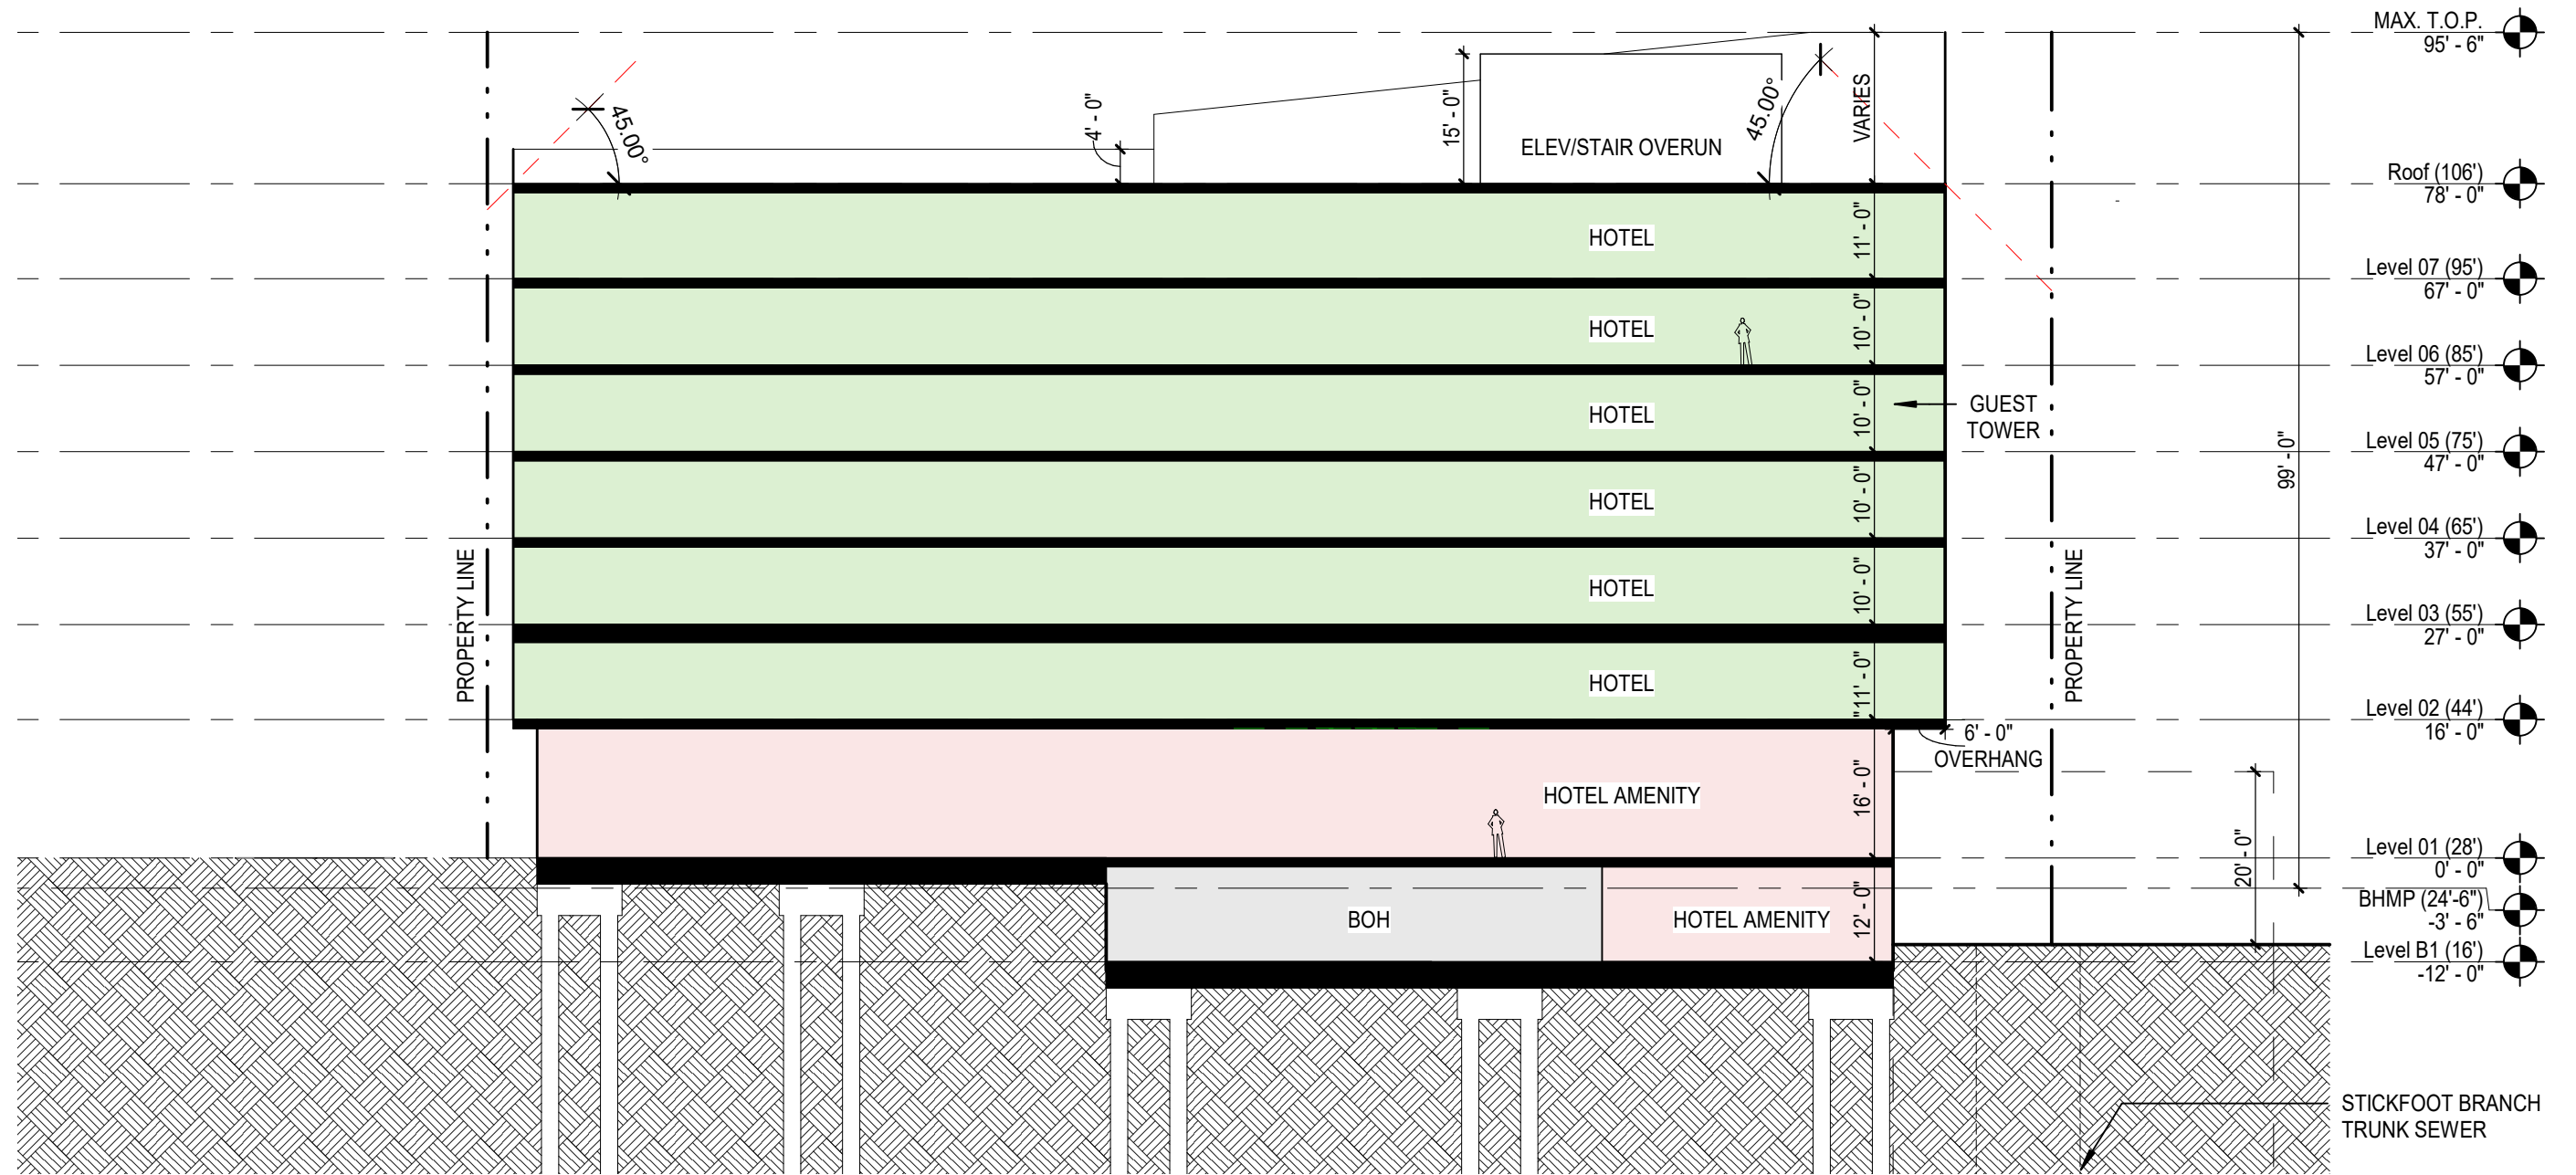 MAX. T.O.P.
95' - 6"
45.00°
4' - 0"
15' - 0"
ELEV/STAIR OVERUN
45.00°
VARIES
Roof (106')
78' - 0"
HOTEL
11' - 0"
Level 07 (95')
67' - 0"
HOTEL
10' - 0"
Level 06 (85')
57' - 0"
HOTEL
10' - 0"
GUEST
TOWER
Level 05 (75')
47' - 0"
99' - 0"
HOTEL
10' - 0"
Level 04 (65')
37' - 0"
PROPERTY LINE
HOTEL
10' - 0"
PROPERTY LINE
Level 03 (55')
27' - 0"
HOTEL
"11' - 0"
Level 02 (44')
16' - 0"
6' - 0"
OVERHANG
HOTEL AMENITY
16' - 0"
20' - 0"
Level 01 (28')
0' - 0"
BHMP (24'-6")
-3' - 6"
BOH
HOTEL AMENITY
12' - 0"
Level B1 (16')
-12' - 0"
STICKFOOT BRANCH
TRUNK SEWER